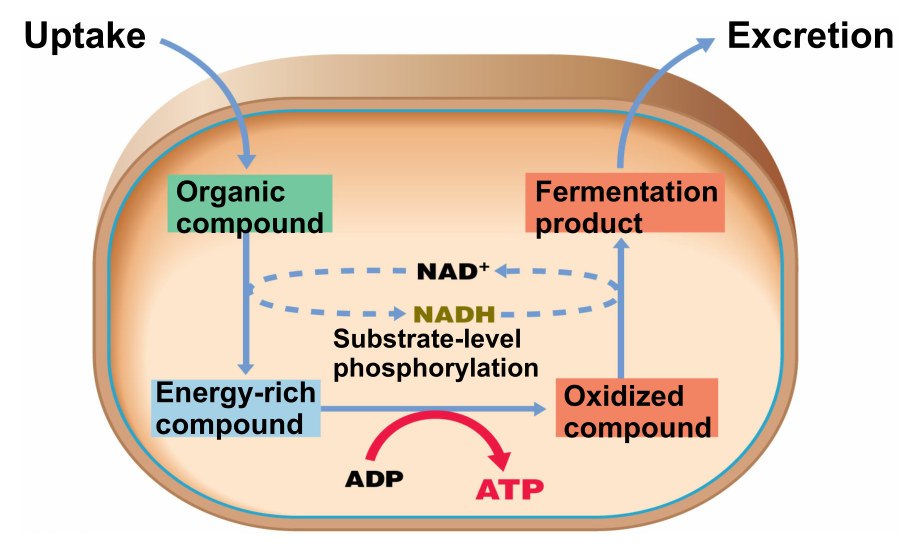 Uptake
Excretion
Organic
compound
Fermentation
product
NAD⁺
NADH
Substrate-level
phosphorylation
Energy-rich
compound
Oxidized
compound
ADP
ATP